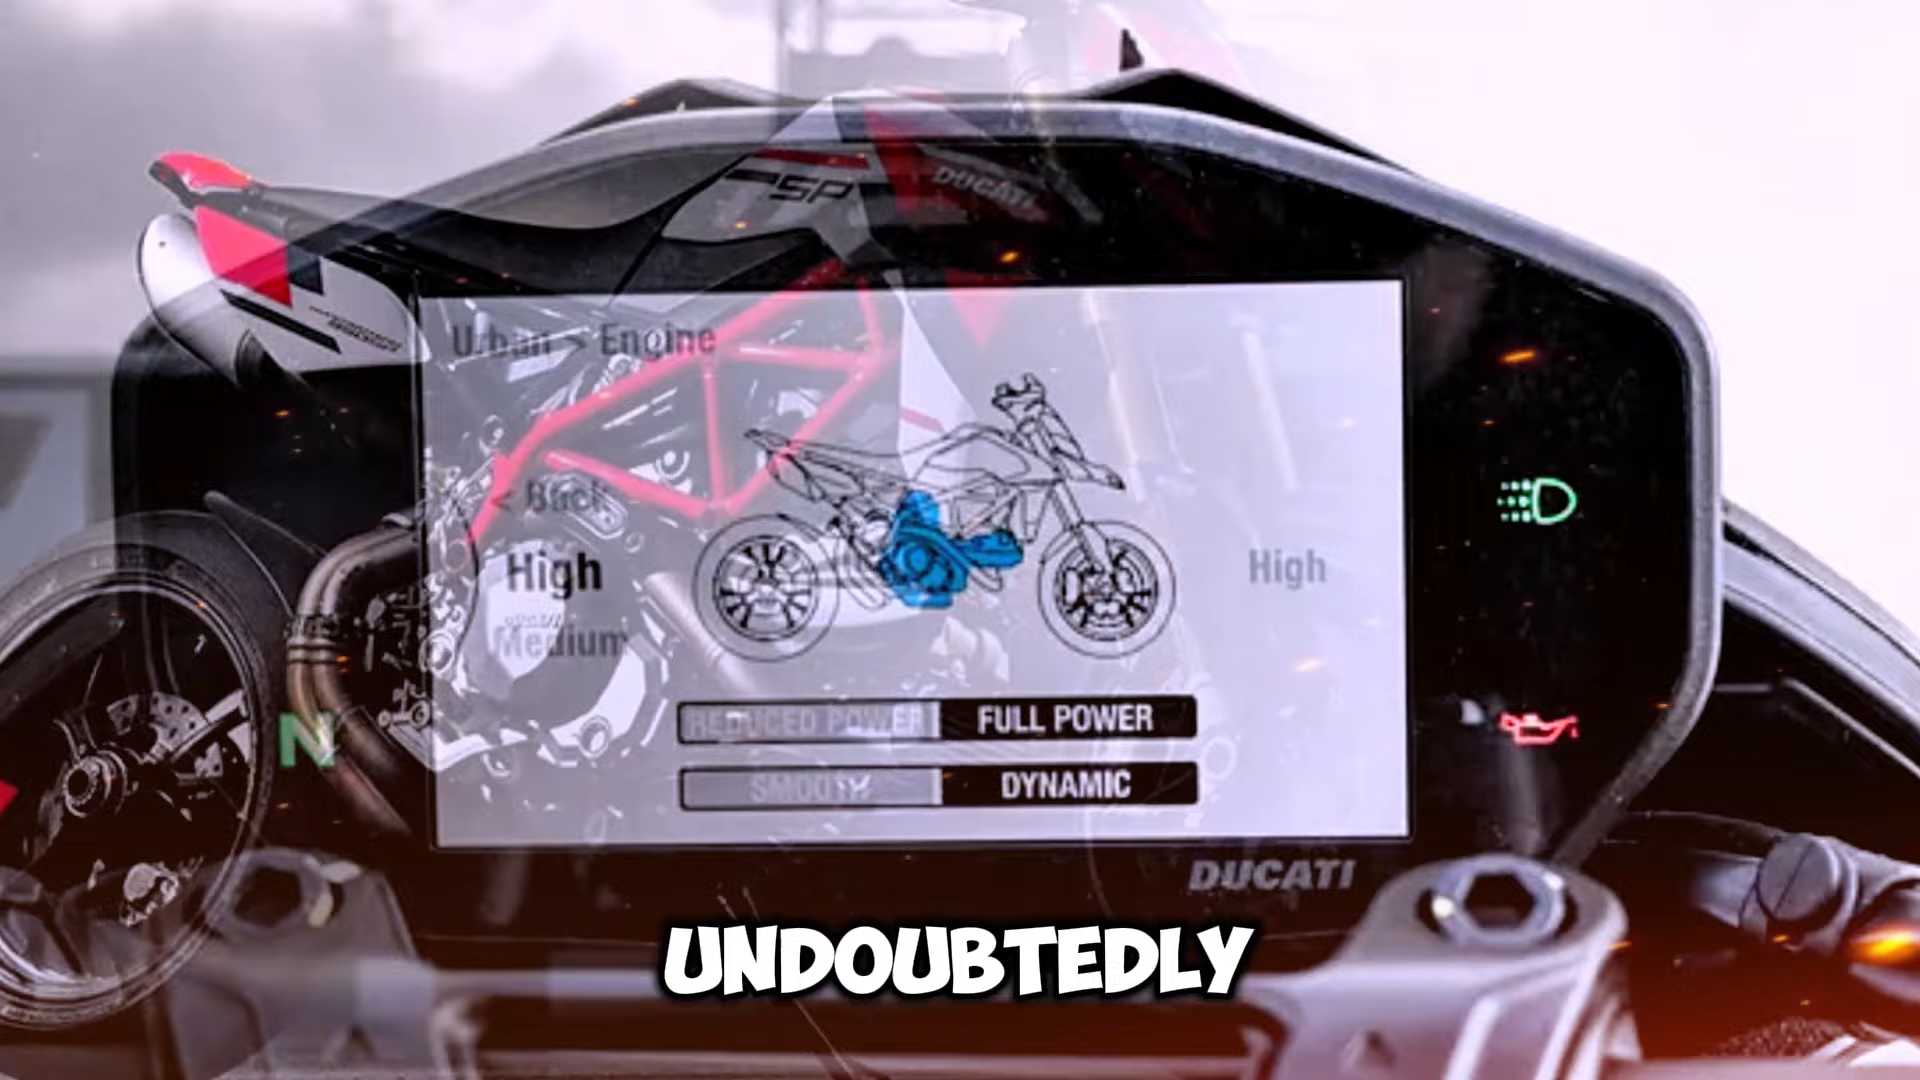 SP
DUCATI
Urban > Engine
< Back
High
High
Medium
REDUCED POWER FULL POWER
SMOOTH DYNAMIC
N
DUCATI
UNDOUBTEDLY